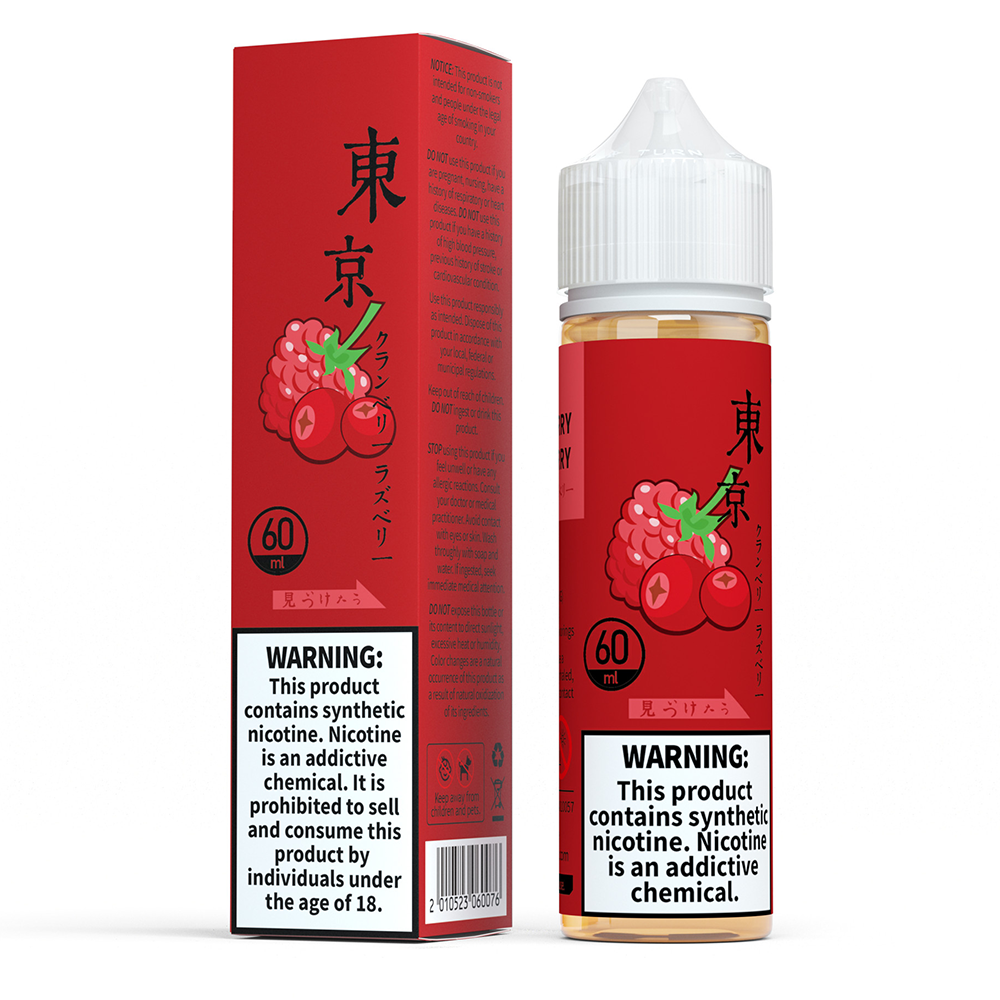 東京
クランベリー ラズベリー
60
ml
見づけたう
WARNING:
This product
contains synthetic
nicotine. Nicotine
is an addictive
chemical. It is
prohibited to sell
and consume this
product by
individuals under
the age of 18.
NOTICE: This product is not
intended for non-smokers
and people under the legal
age of smoking in your
country.
DO NOT use this product if you
are pregnant, nursing, have a
history of respiratory or heart
diseases. DO NOT use this
product if you have a history
of high blood pressure,
previous history of stroke or
cardiovascular condition.
Use this product responsibly
as intended. Dispose of this
product in accordance with
your local, federal or
municipal regulations.
Keep out of reach of children.
DO NOT ingest or drink this
product.
STOP using this product if you
feel unwell or have any
allergic reactions. Consult
your doctor or medical
practitioner. Avoid contact
with eyes or skin. Wash
throughtly with soap and
water. If ingested, seek
immediate medical attention.
DO NOT expose this bottle or
its content to direct sunlight,
excessive heat or humidity.
Color changes are a natural
occurrence of this product as
a result of natural oxidization
of its ingredients.
Keep away from
children and pets.
2 010523 060076
TURN
RY
RY
東京
クランベリー ラズベリー
60
ml
見づけたう
0057
WARNING:
This product
contains synthetic
nicotine. Nicotine
is an addictive
chemical.